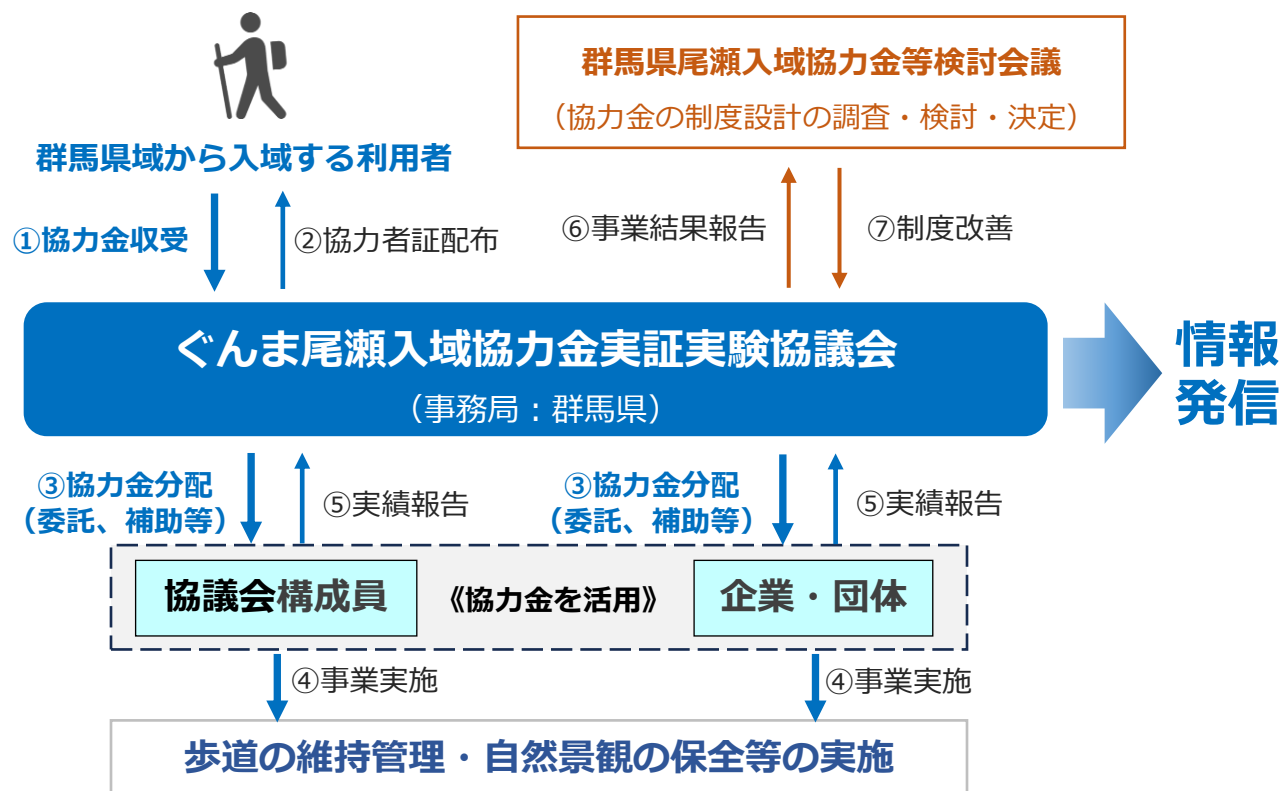 群馬県域から入域する利用者
群馬県尾瀬入域協力金等検討会議
（協力金の制度設計の調査・検討・決定）
①協力金収受
②協力者証配布
⑥事業結果報告
⑦制度改善
ぐんま尾瀬入域協力金実証実験協議会
（事務局：群馬県）
情報
発信
③協力金分配
（委託、補助等）
⑤実績報告
③協力金分配
（委託、補助等）
⑤実績報告
協議会構成員
《協力金を活用》
企業・団体
④事業実施
④事業実施
歩道の維持管理・自然景観の保全等の実施